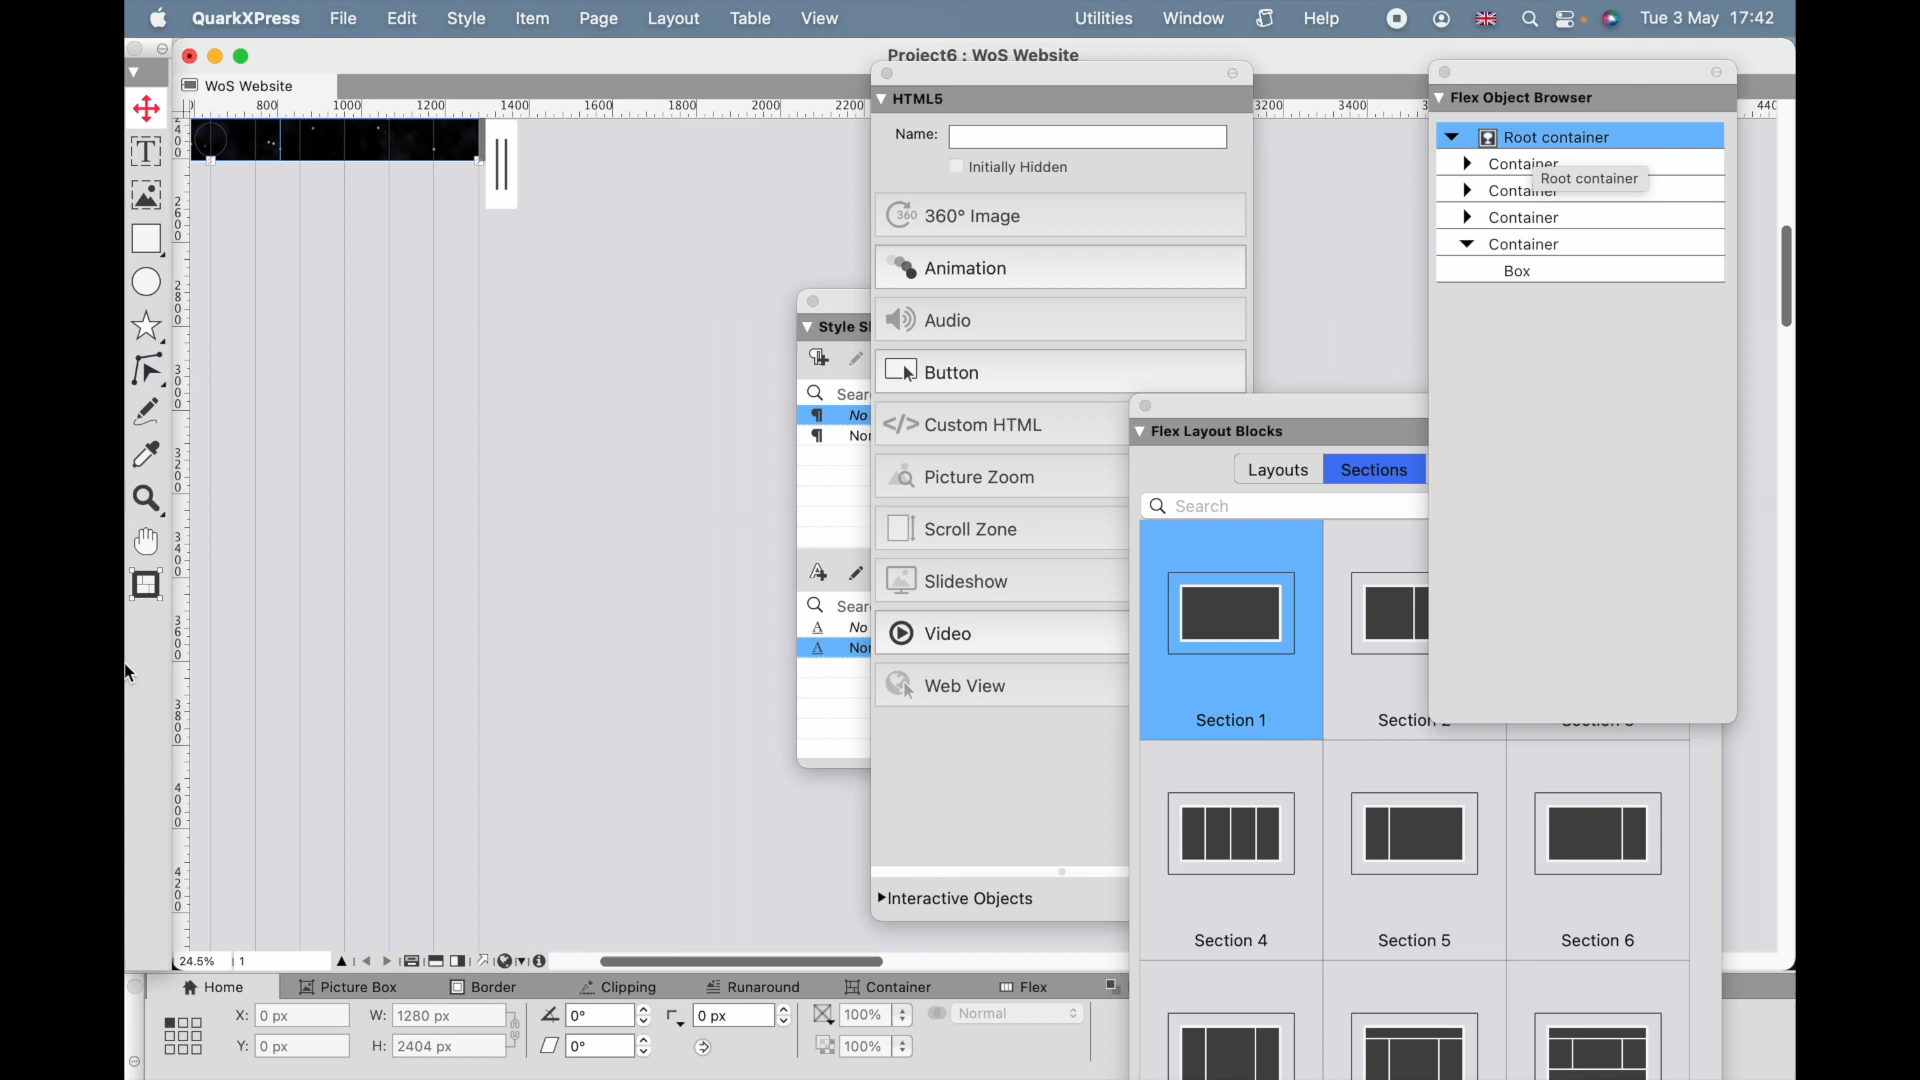 QuarkXPress File Edit Style Item Page Layout Table View Utilities Window Help Tue 3 May 17:42
Project6 : WoS Website
WoS Website
800 1000 1200 1400 1600 1800 2000 2200 3200 3400
HTML5
Name:
Initially Hidden
360 360° Image
Animation
Audio
Button
Custom HTML
Picture Zoom
Scroll Zone
Slideshow
Video
Web View
Interactive Objects
Flex Object Browser
Root container
Container
Root container
Container
Container
Box
Flex Layout Blocks
Layouts Sections
Search
Section 1
Section 4 Section 5 Section 6
24.5% 1
Home Picture Box Border Clipping Runaround Container Flex
X: 0 px W: 1280 px 0° 0 px 100% Normal
Y: 0 px H: 2404 px 0° 100%